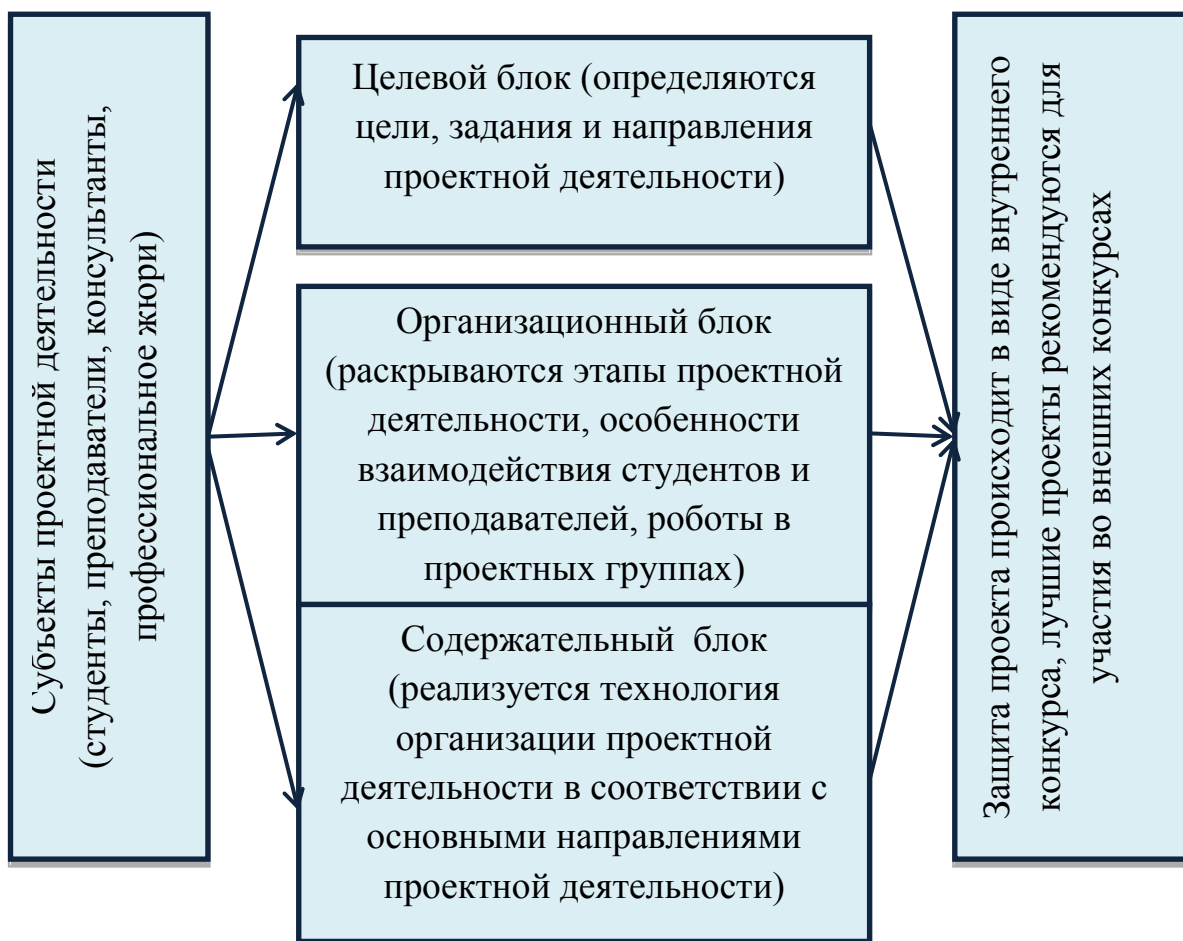 Субъекты проектной деятельности
(студенты, преподаватели, консультанты,
профессиональное жюри)
Целевой блок (определяются
цели, задания и направления
проектной деятельности)
Организационный блок
(раскрываются этапы проектной
деятельности, особенности
взаимодействия студентов и
преподавателей, роботы в
проектных группах)
Содержательный блок
(реализуется технология
организации проектной
деятельности в соответствии с
основными направлениями
проектной деятельности)
Защита проекта происходит в виде внутреннего
конкурса, лучшие проекты рекомендуются для
участия во внешних конкурсах